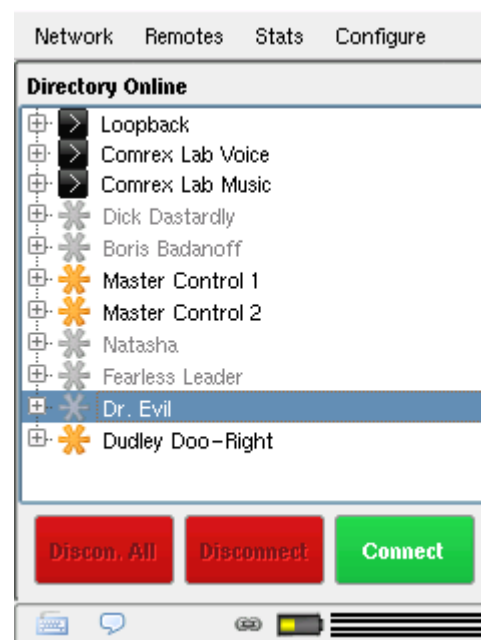 Network Remotes Stats Configure
Directory Online
Loopback
Comrex Lab Voice
Comrex Lab Music
Dick Dastardly
Boris Badanoff
Master Control 1
Master Control 2
Natasha
Fearless Leader
Dr. Evil
Dudley Doo-Right
Discon. All Disconnect Connect